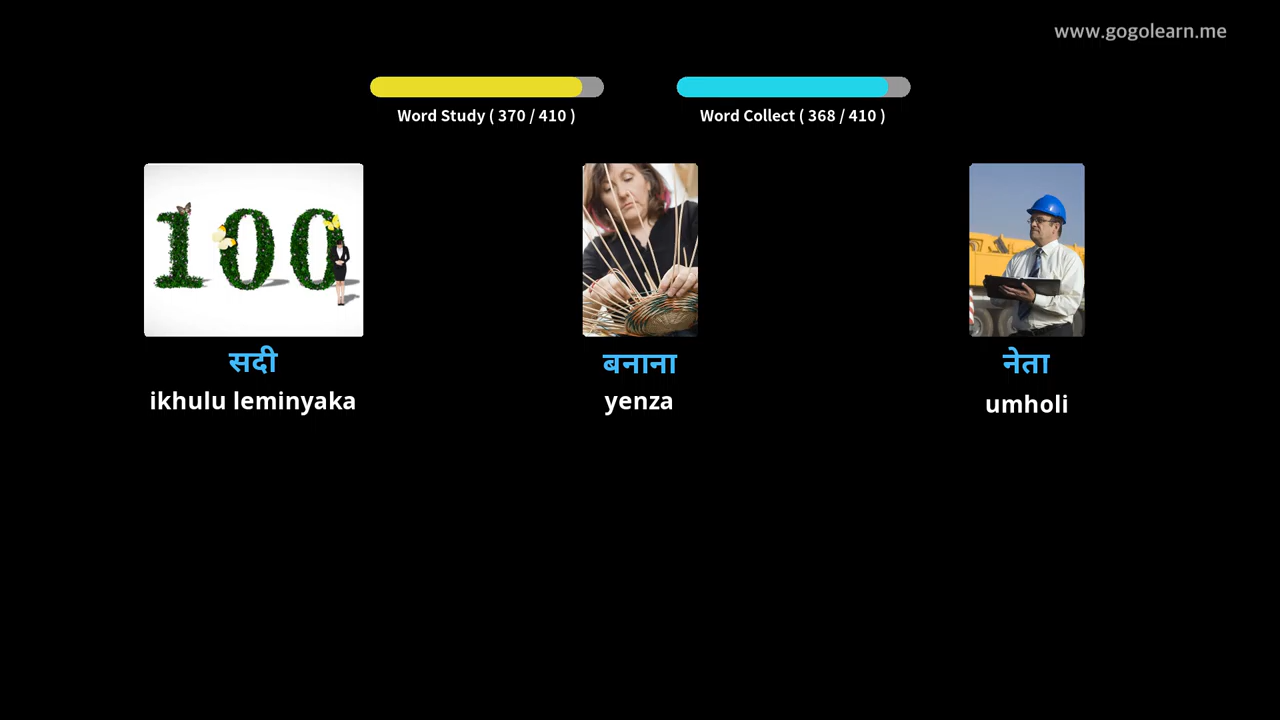 www.gogolearn.me
Word Study ( 370 / 410 )
Word Collect ( 368 / 410 )
100
सदी
बनाना
नेता
ikhulu leminyaka
yenza
umholi